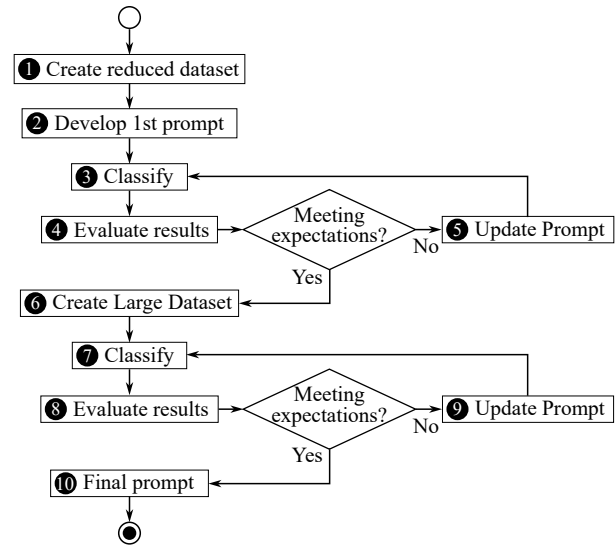 1 Create reduced dataset
2 Develop 1st prompt
3 Classify
4 Evaluate results
Meeting
expectations?
No
5 Update Prompt
Yes
6 Create Large Dataset
7 Classify
8 Evaluate results
Meeting
expectations?
No
9 Update Prompt
Yes
10 Final prompt